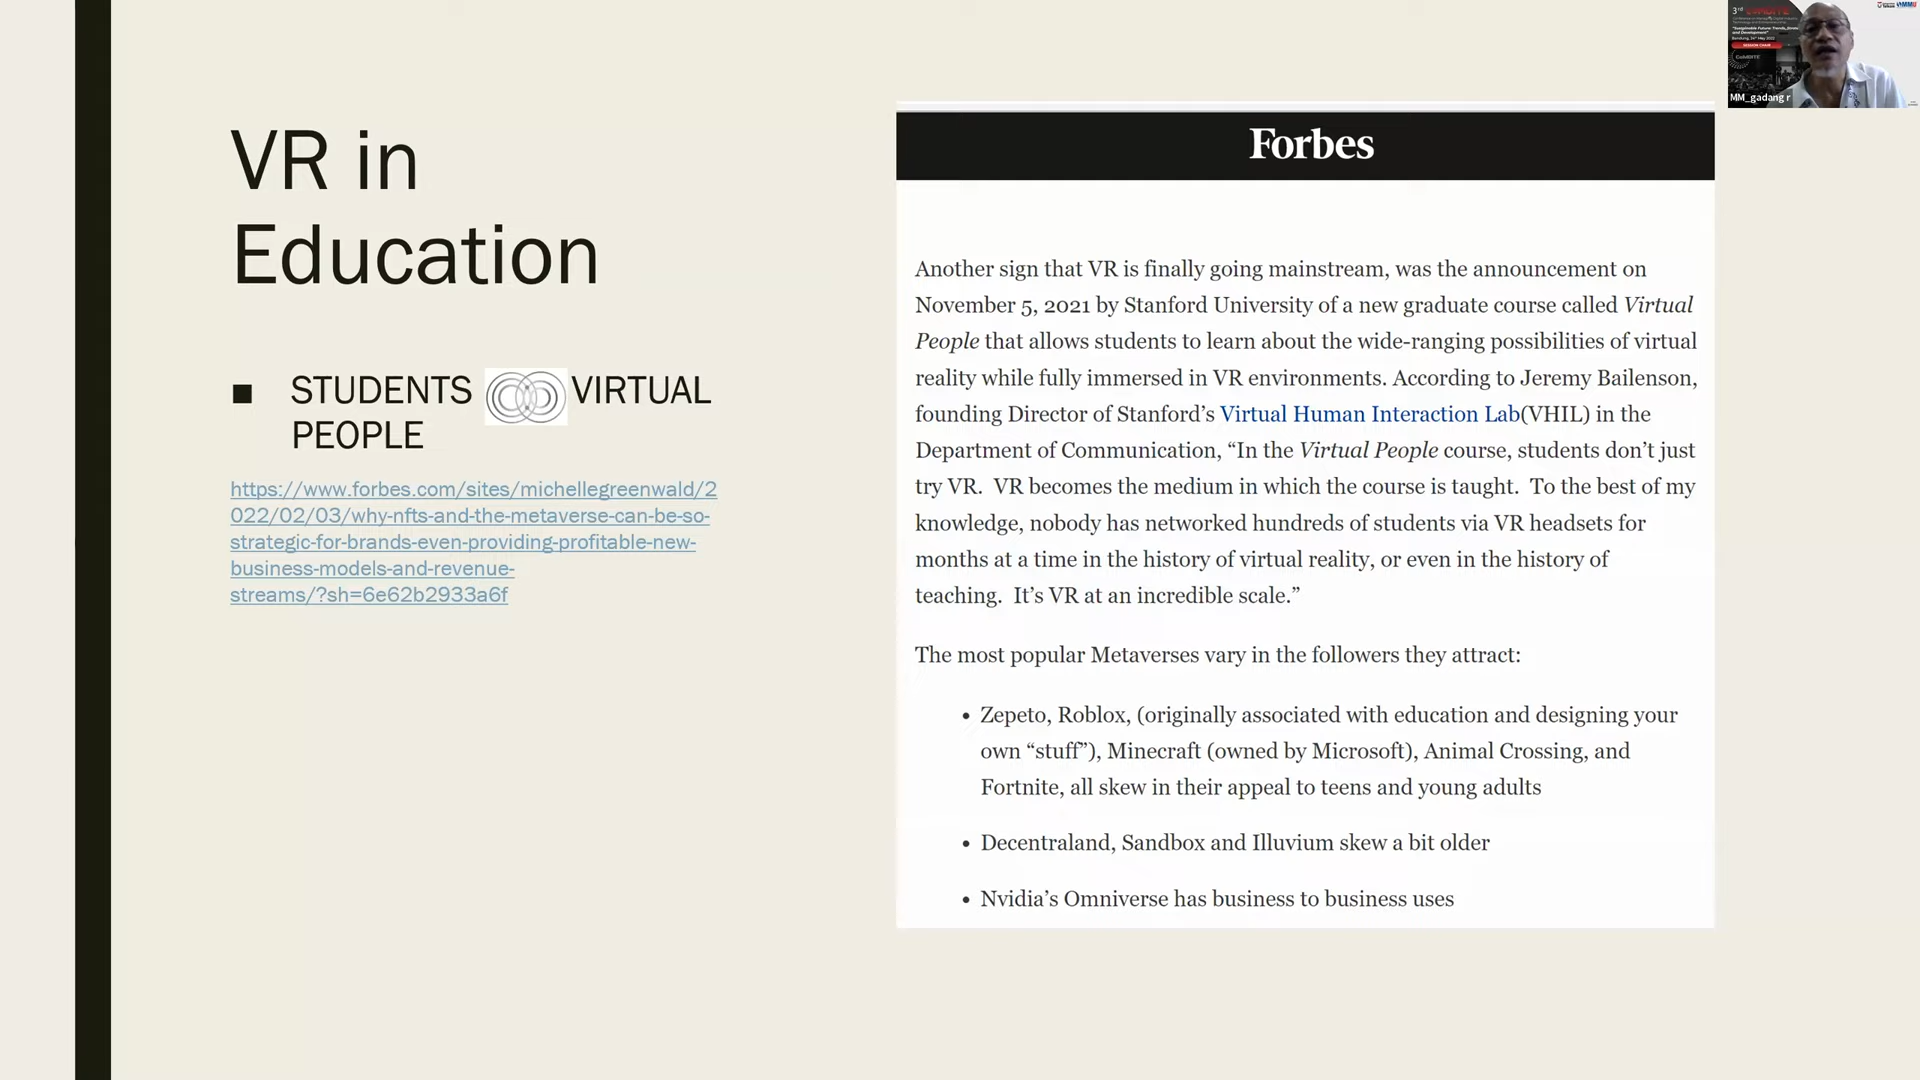 VR in
Education
■ STUDENTS VIRTUAL
PEOPLE
https://www.forbes.com/sites/michellegreenwald/2
022/02/03/why-nfts-and-the-metaverse-can-be-so-
strategic-for-brands-even-providing-profitable-new-
business-models-and-revenue-
streams/?sh=6e62b2933a6f
Forbes
Another sign that VR is finally going mainstream, was the announcement on
November 5, 2021 by Stanford University of a new graduate course called Virtual
People that allows students to learn about the wide-ranging possibilities of virtual
reality while fully immersed in VR environments. According to Jeremy Bailenson,
founding Director of Stanford’s Virtual Human Interaction Lab(VHIL) in the
Department of Communication, “In the Virtual People course, students don’t just
try VR.  VR becomes the medium in which the course is taught.  To the best of my
knowledge, nobody has networked hundreds of students via VR headsets for
months at a time in the history of virtual reality, or even in the history of
teaching.  It’s VR at an incredible scale.”
The most popular Metaverses vary in the followers they attract:
• Zepeto, Roblox, (originally associated with education and designing your
own “stuff”), Minecraft (owned by Microsoft), Animal Crossing, and
Fortnite, all skew in their appeal to teens and young adults
• Decentraland, Sandbox and Illuvium skew a bit older
• Nvidia’s Omniverse has business to business uses
3rd
SESSION CHAIR
MM_gadang r